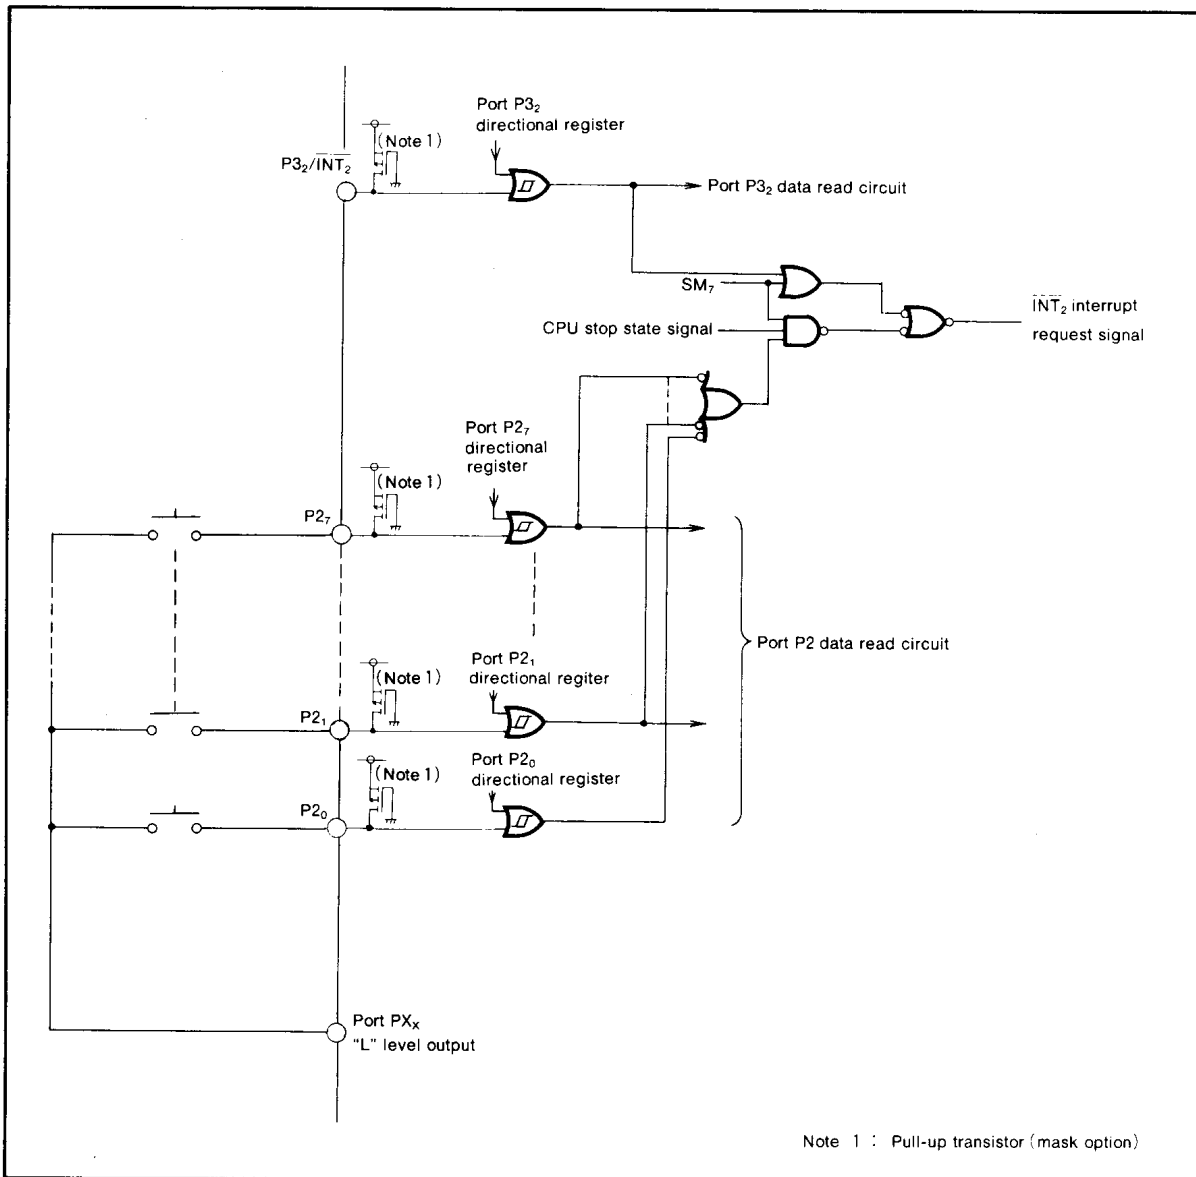 Port P3₂
directional register
(Note 1)
P3₂/I̅N̅T̅₂
Port P3₂ data read circuit
SM₇
I̅N̅T̅₂ interrupt
request signal
CPU stop state signal
Port P2₇
directional
register
(Note 1)
P2₇
Port P2 data read circuit
Port P2₁
directional regiter
(Note 1)
P2₁
Port P2₀
directional register
(Note 1)
P2₀
Port PXₓ
"L" level output
Note 1 : Pull-up transistor (mask option)